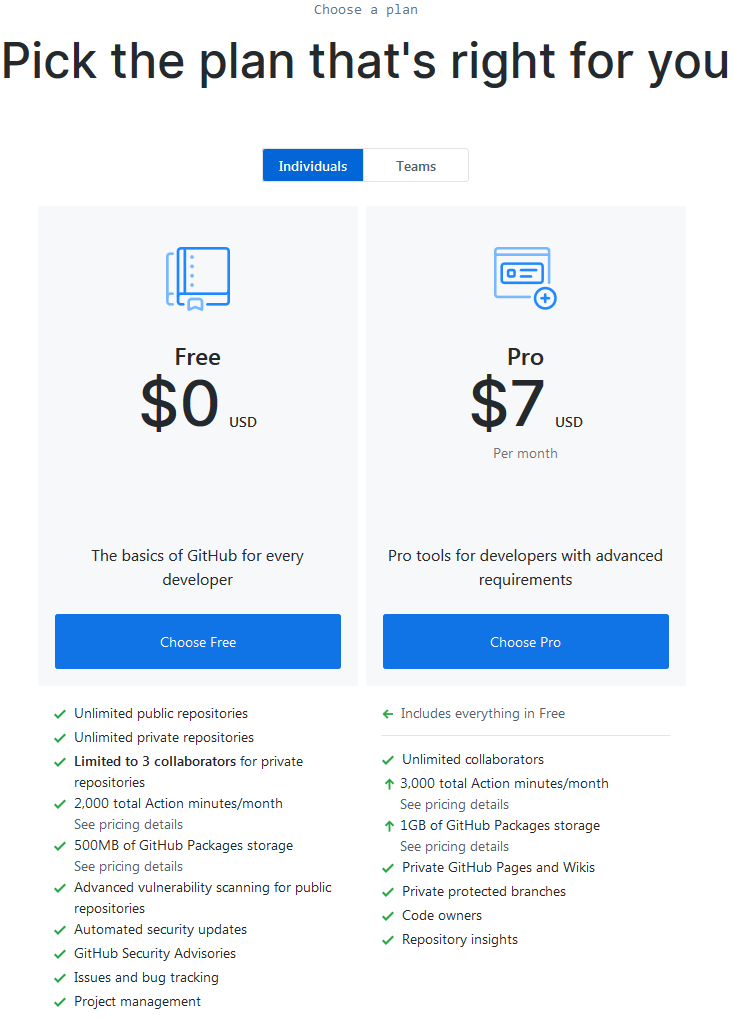 Choose a plan
Pick the plan that's right for you
Individuals
Teams
Free
$0 USD
The basics of GitHub for every
developer
Choose Free
Unlimited public repositories
Unlimited private repositories
Limited to 3 collaborators for private
repositories
2,000 total Action minutes/month
See pricing details
500MB of GitHub Packages storage
See pricing details
Advanced vulnerability scanning for public
repositories
Automated security updates
GitHub Security Advisories
Issues and bug tracking
Project management
Pro
$7 USD
Per month
Pro tools for developers with advanced
requirements
Choose Pro
Includes everything in Free
Unlimited collaborators
3,000 total Action minutes/month
See pricing details
1GB of GitHub Packages storage
See pricing details
Private GitHub Pages and Wikis
Private protected branches
Code owners
Repository insights